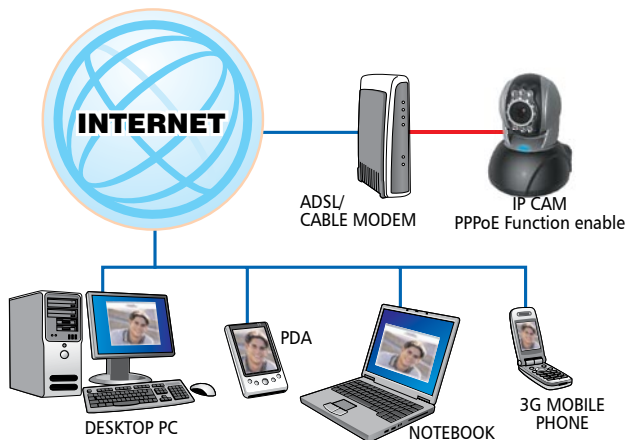 INTERNET
ADSL/
CABLE MODEM
IP CAM
PPPoE Function enable
PDA
DESKTOP PC
NOTEBOOK
3G MOBILE
PHONE